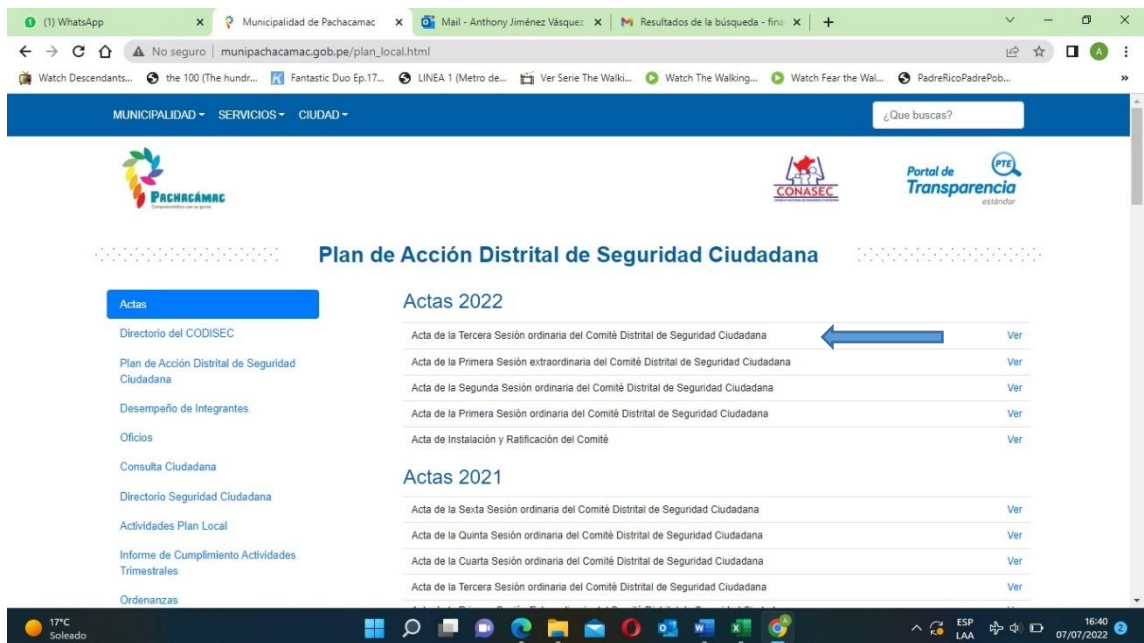 (1) WhatsApp
Municipalidad de Pachacamac
Mail - Anthony Jiménez Vásquez
Resultados de la búsqueda - fina
No seguro | munipachacamac.gob.pe/plan_local.html
Watch Descendants... the 100 (The hundr... Fantastic Duo Ep.17... LINEA 1 (Metro de... Ver Serie The Walki... Watch The Walking... Watch Fear the Wal... PadreRicoPadrePob... »
MUNICIPALIDAD SERVICIOS CIUDAD ¿Que buscas?
PACHACÁMAC
CONASEC
Portal de
Transparencia
estándar
PTE
Plan de Acción Distrital de Seguridad Ciudadana
Actas
Directorio del CODISEC
Plan de Acción Distrital de Seguridad
Ciudadana
Desempeño de Integrantes
Oficios
Consulta Ciudadana
Directorio Seguridad Ciudadana
Actividades Plan Local
Informe de Cumplimiento Actividades
Trimestrales
Ordenanzas
Actas 2022
Acta de la Tercera Sesión ordinaria del Comité Distrital de Seguridad Ciudadana Ver
Acta de la Primera Sesión extraordinaria del Comité Distrital de Seguridad Ciudadana Ver
Acta de la Segunda Sesión ordinaria del Comité Distrital de Seguridad Ciudadana Ver
Acta de la Primera Sesión ordinaria del Comité Distrital de Seguridad Ciudadana Ver
Acta de Instalación y Ratificación del Comité Ver
Actas 2021
Acta de la Sexta Sesión ordinaria del Comité Distrital de Seguridad Ciudadana Ver
Acta de la Quinta Sesión ordinaria del Comité Distrital de Seguridad Ciudadana Ver
Acta de la Cuarta Sesión ordinaria del Comité Distrital de Seguridad Ciudadana Ver
Acta de la Tercera Sesión ordinaria del Comité Distrital de Seguridad Ciudadana Ver
17°C
Soleado
ESP
LAA
16:40
07/07/2022
2